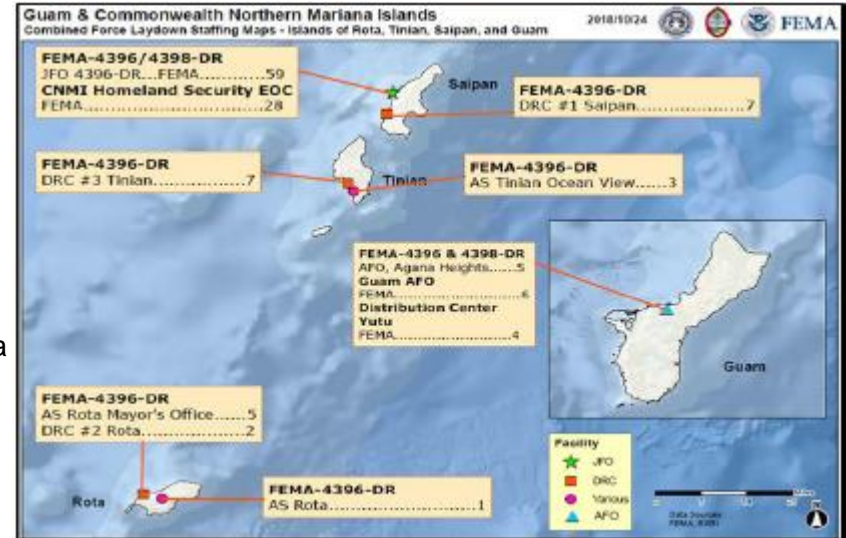 Guam & Commonwealth Northern Mariana Islands
Combined Force Laydown Staffing Maps - Islands of Rota, Tinian, Saipan, and Guam
2018/10/24
FEMA
FEMA-4396/4398-DR
JFO 4396-DR...FEMA............59
CNMI Homeland Security EOC
FEMA.............................28
Saipan
FEMA-4396-DR
DRC #1 Saipan.....................7
FEMA-4396-DR
DRC #3 Tinian.............7
Tinian
FEMA-4396-DR
AS Tinian Ocean View......3
FEMA-4396 & 4398-DR
AFO, Agana Heights......5
Guam AFO
FEMA........................6
Distribution Center
Yutu
FEMA......................4
Guam
a
FEMA-4396-DR
AS Rota Mayor's Office......5
DRC #2 Rota.................2
Rota
FEMA-4396-DR
AS Rota...........................1
Facility
JFO
DRC
Various
AFO
N